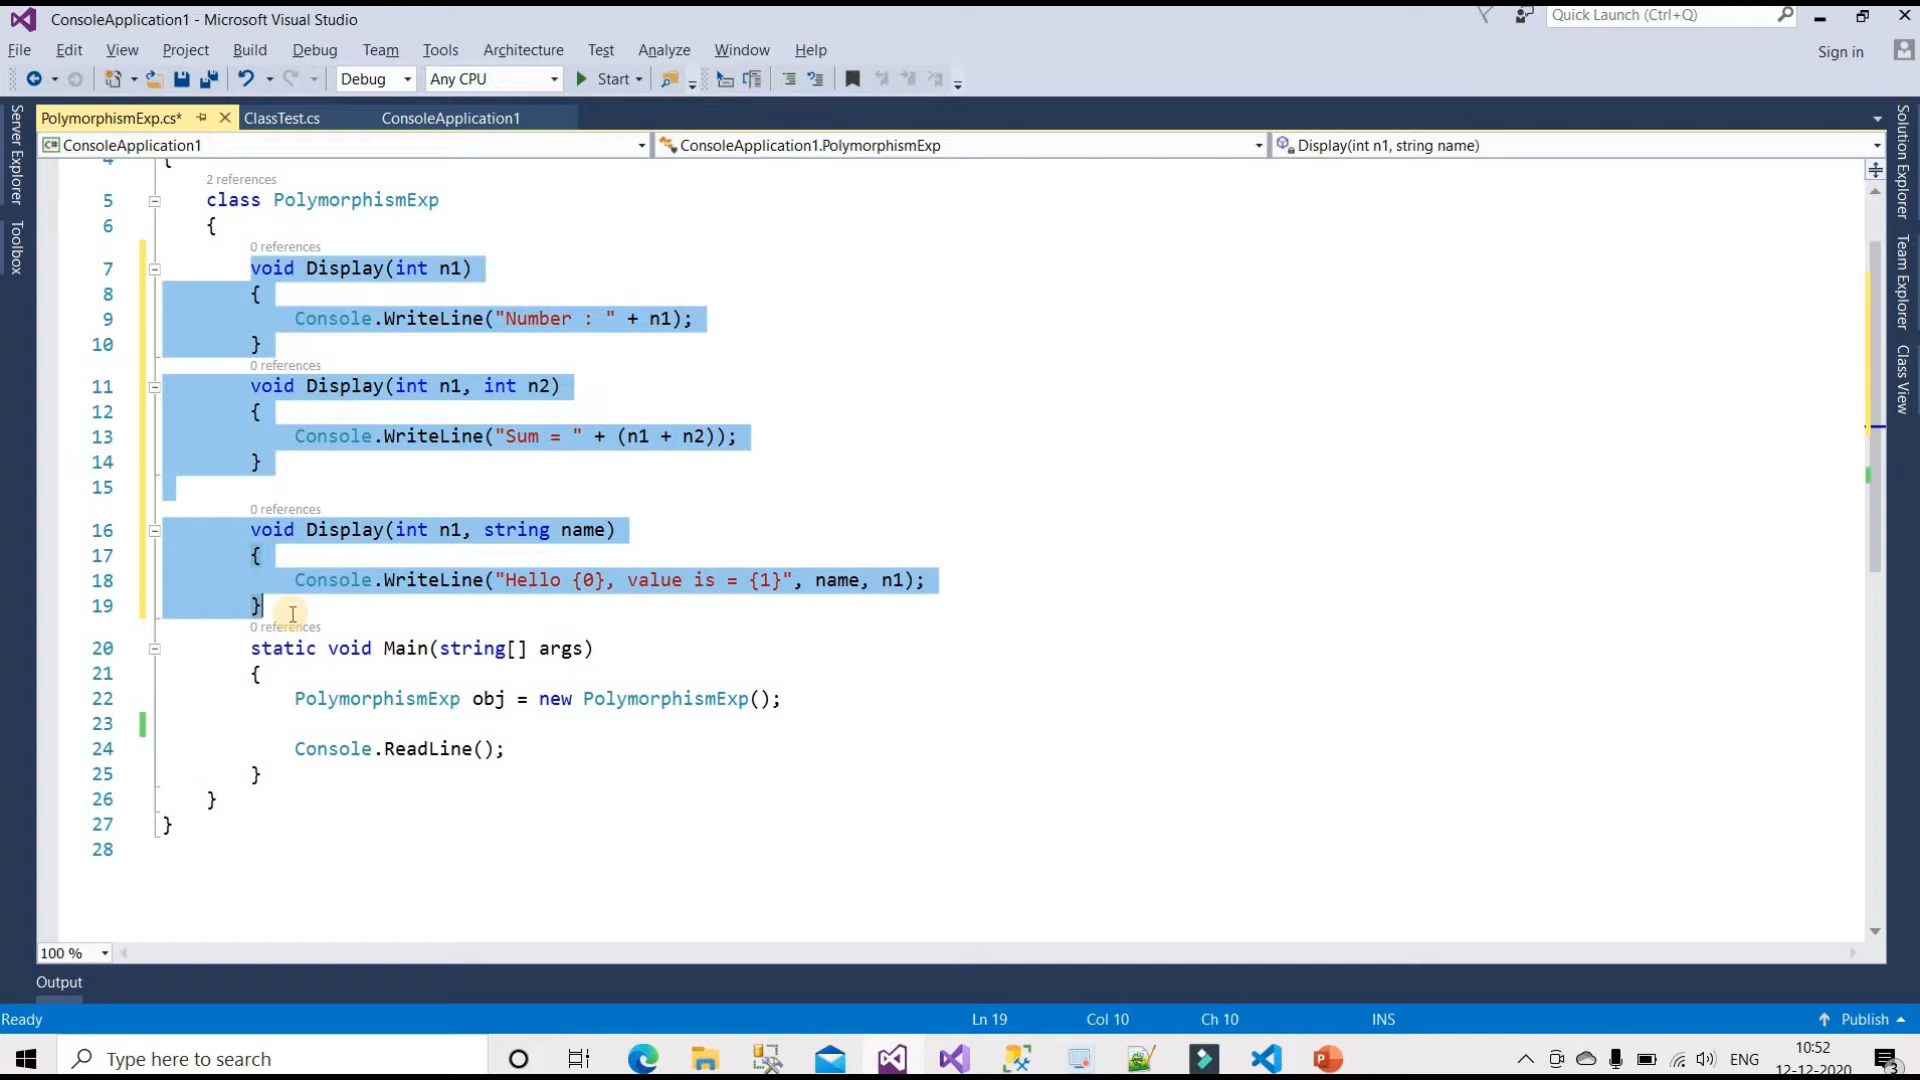 ConsoleApplication1 - Microsoft Visual Studio
Quick Launch (Ctrl+Q)
File Edit View Project Build Debug Team Tools Architecture Test Analyze Window Help
Sign in
Debug Any CPU Start
PolymorphismExp.cs* ClassTest.cs ConsoleApplication1
C# ConsoleApplication1 ConsoleApplication1.PolymorphismExp Display(int n1, string name)
Server Explorer
Toolbox
Solution Explorer
Team Explorer
Class View
4 {
2 references
5 class PolymorphismExp
6 {
0 references
7 void Display(int n1)
8 {
9 Console.WriteLine("Number : " + n1);
10 }
0 references
11 void Display(int n1, int n2)
12 {
13 Console.WriteLine("Sum = " + (n1 + n2));
14 }
15
0 references
16 void Display(int n1, string name)
17 {
18 Console.WriteLine("Hello {0}, value is = {1}", name, n1);
19 }
0 references
20 static void Main(string[] args)
21 {
22 PolymorphismExp obj = new PolymorphismExp();
23
24 Console.ReadLine();
25 }
26 }
27 }
28
100 %
Output
Ready Ln 19 Col 10 Ch 10 INS Publish
Type here to search
ENG
10:52
12-12-2020
3